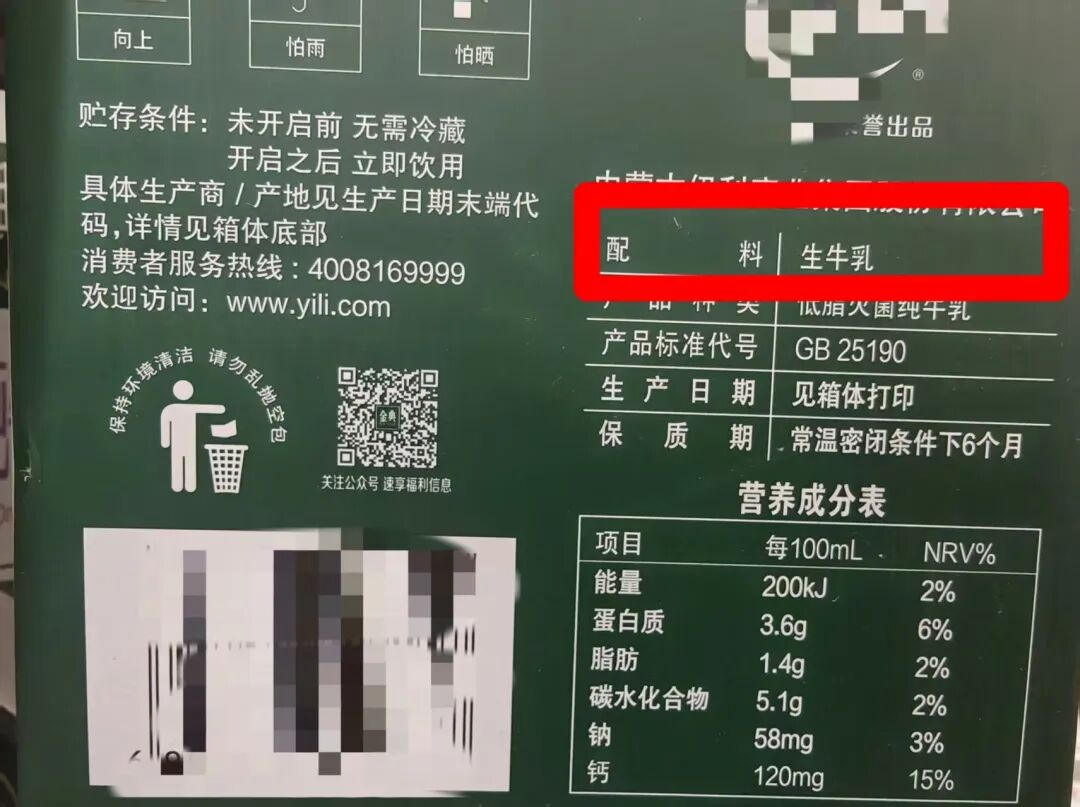 向上
怕雨
怕晒
贮存条件：未开启前 无需冷藏
开启之后 立即饮用
具体生产商 / 产地见生产日期末端代
码，详情见箱体底部
消费者服务热线：4008169999
欢迎访问：www.yili.com
保持环境清洁 请勿乱抛空包
金典
关注公众号 速享福利信息
®
誉出品
配 料 生牛乳
产品种类 低脂灭菌纯牛乳
产品标准代号 GB 25190
生产日期 见箱体打印
保质期 常温密闭条件下6个月
营养成分表
项目 每100mL NRV%
能量 200kJ 2%
蛋白质 3.6g 6%
脂肪 1.4g 2%
碳水化合物 5.1g 2%
钠 58mg 3%
钙 120mg 15%